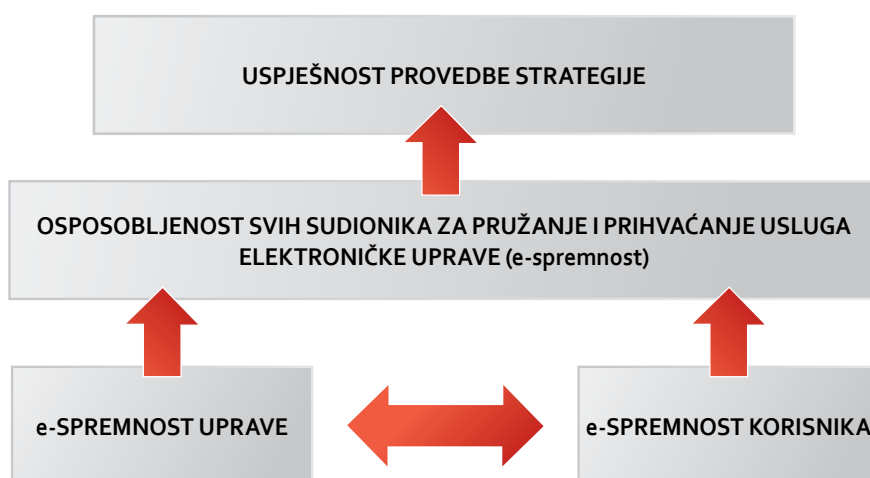 USPJEŠNOST PROVEDBE STRATEGIJE
OSPOSOBLJENOST SVIH SUDIONIKA ZA PRUŽANJE I PRIHVAĆANJE USLUGA
ELEKTRONIČKE UPRAVE (e-spremnost)
e-SPREMNOST UPRAVE
e-SPREMNOST KORISNIKA